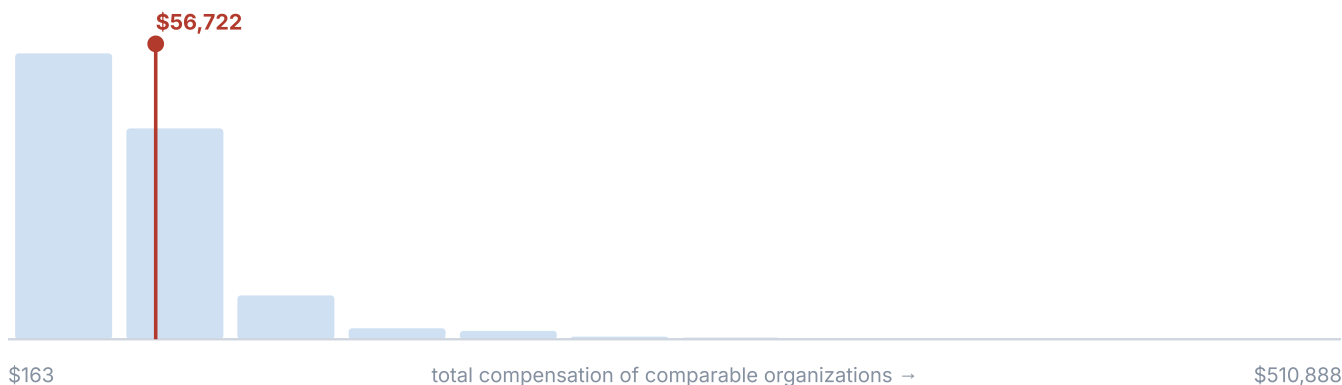 $56,722
$163 total compensation of comparable organizations → $510,888